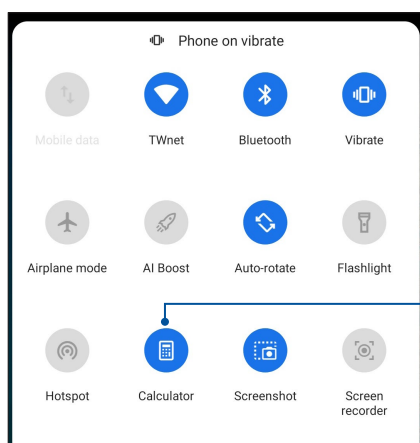 Phone on vibrate
Mobile data TWnet Bluetooth Vibrate
Airplane mode AI Boost Auto-rotate Flashlight
Hotspot Calculator Screenshot Screen
recorder